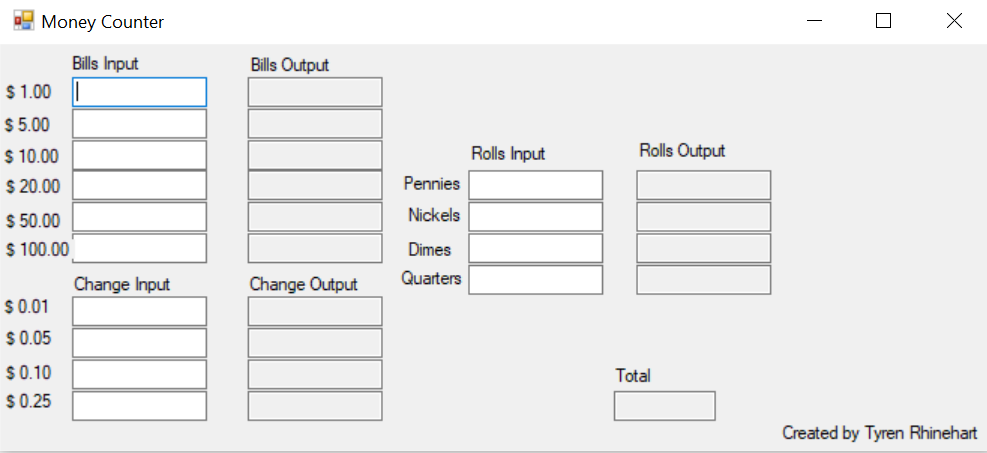 Money Counter
Bills Input
Bills Output
$ 1.00
$ 5.00
$ 10.00
$ 20.00
$ 50.00
$ 100.00
Rolls Input
Rolls Output
Pennies
Nickels
Dimes
Quarters
Change Input
Change Output
$ 0.01
$ 0.05
$ 0.10
$ 0.25
Total
Created by Tyren Rhinehart